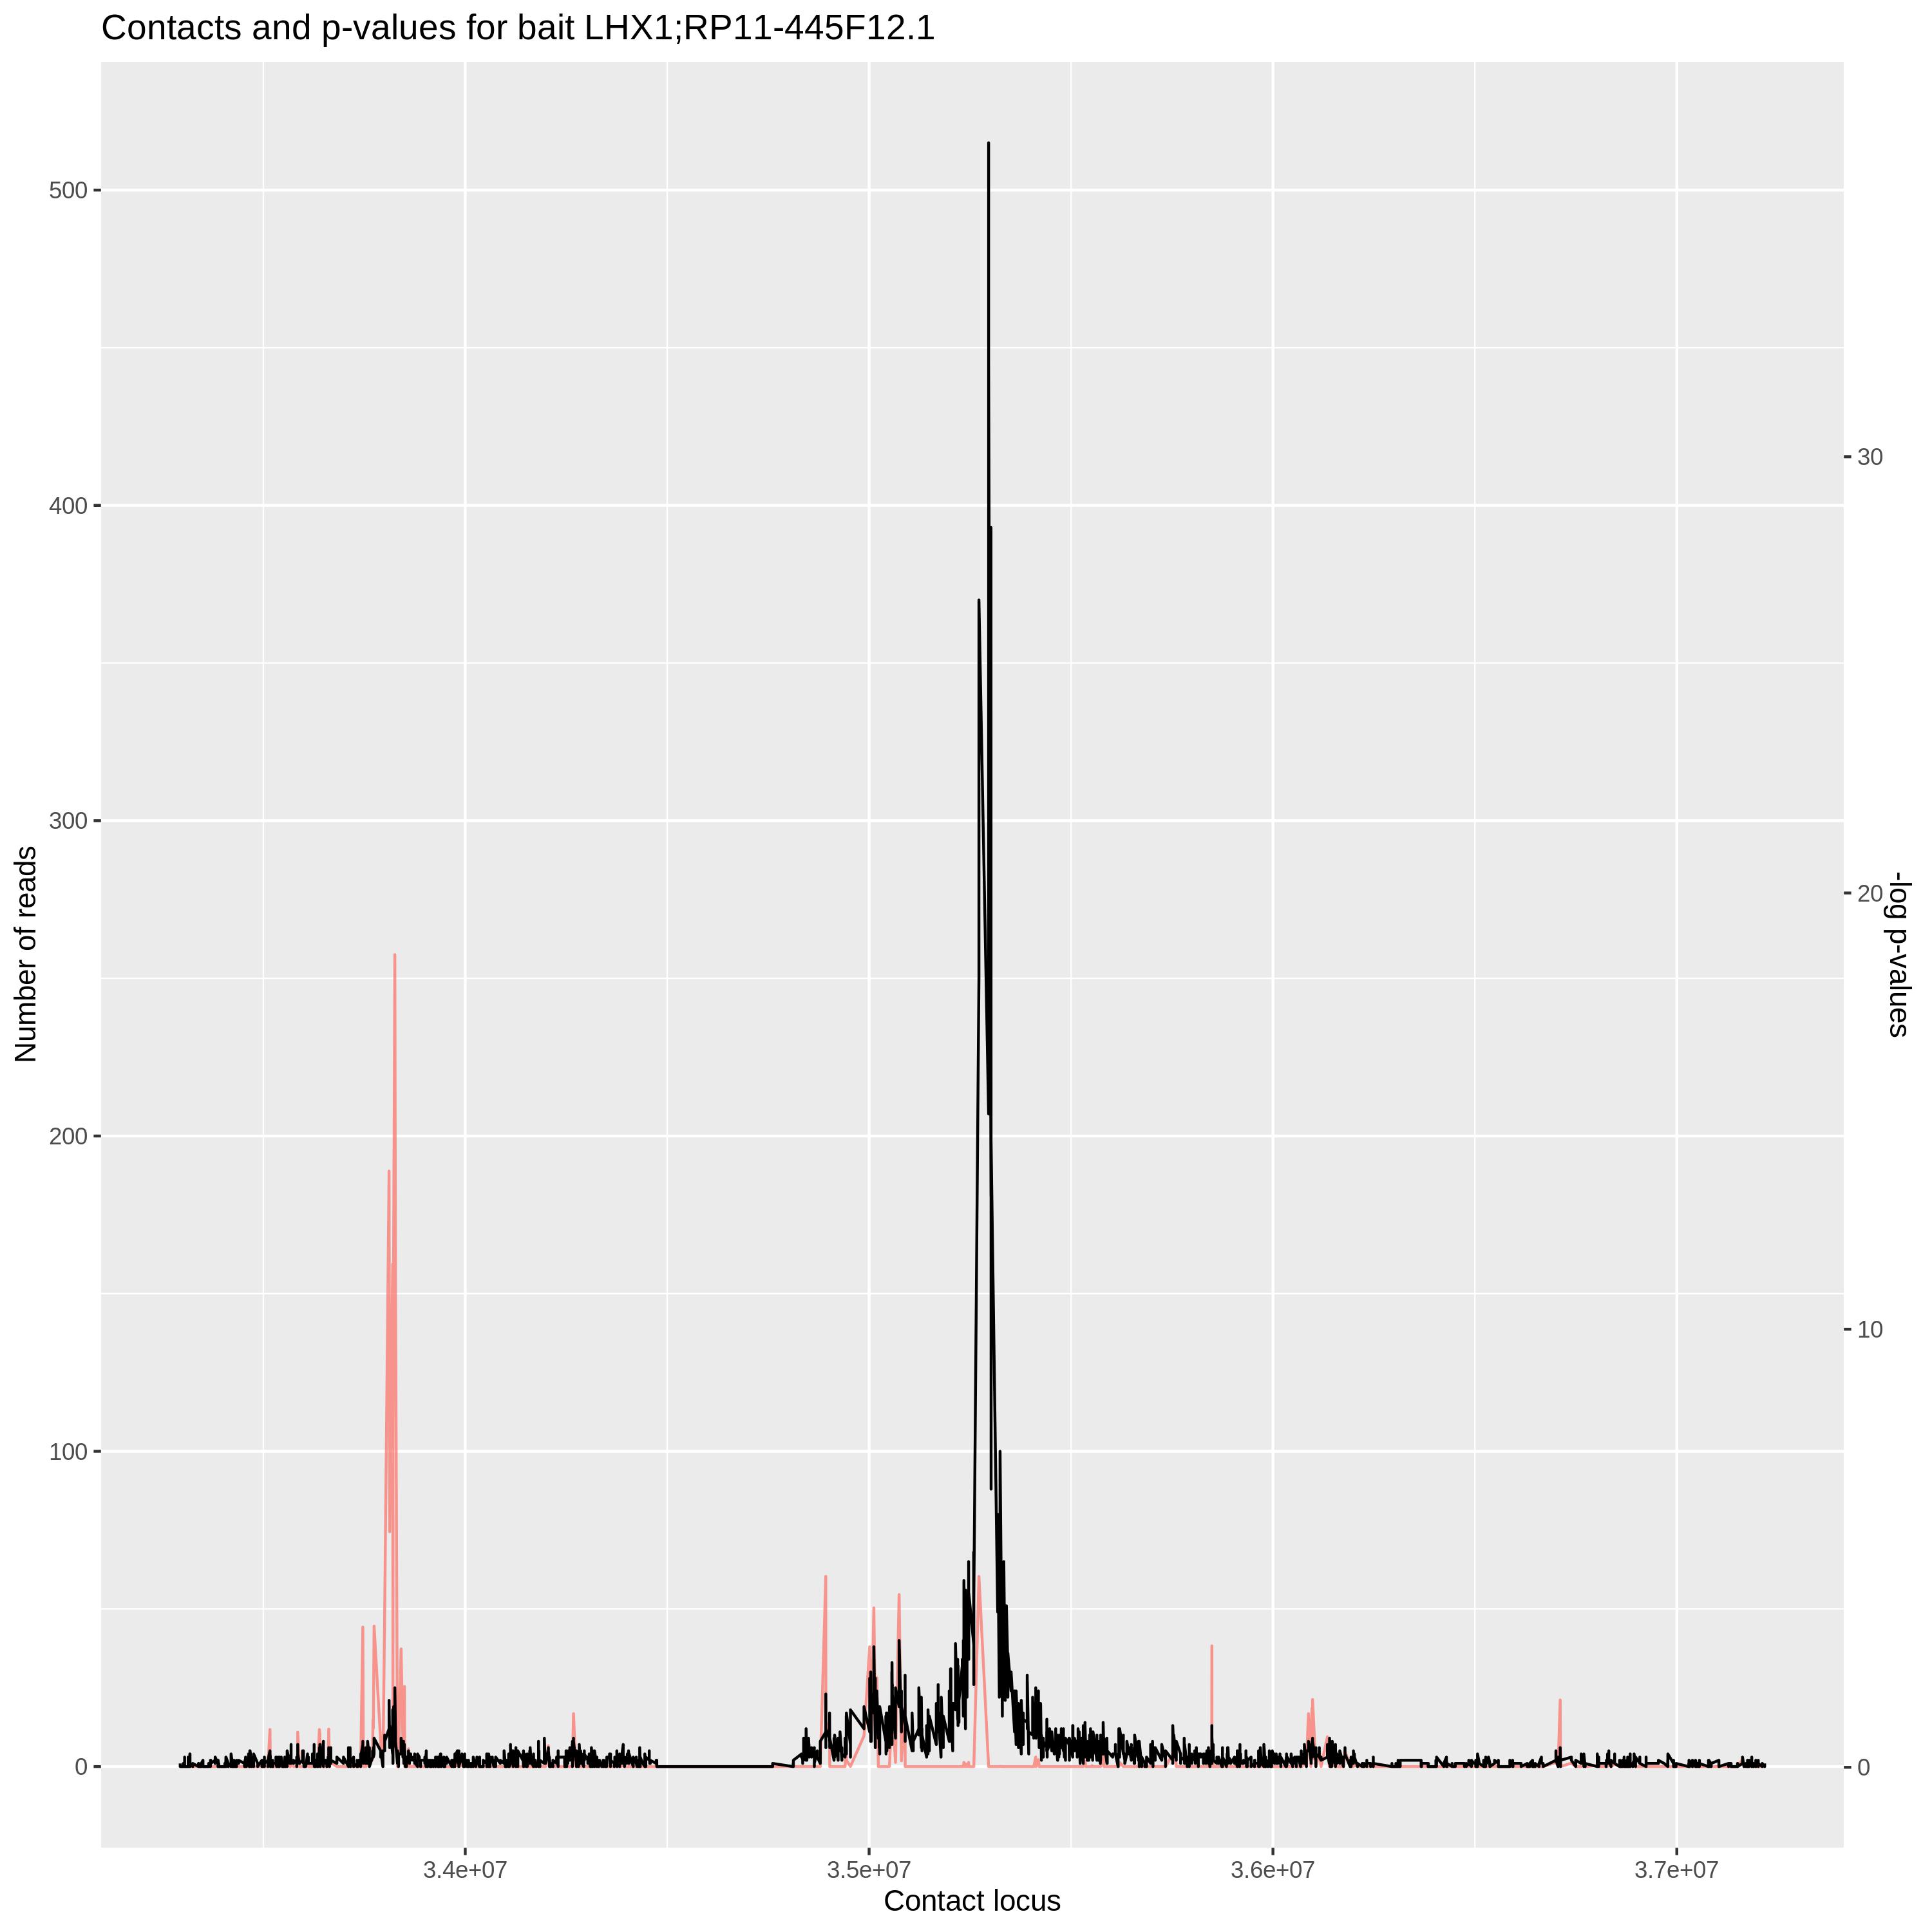 Contacts and p-values for bait LHX1;RP11-445F12.1
500
400
300
200
100
0
Number of reads
30
20
10
0
-log p-values
3.4e+07
3.5e+07
3.6e+07
3.7e+07
Contact locus